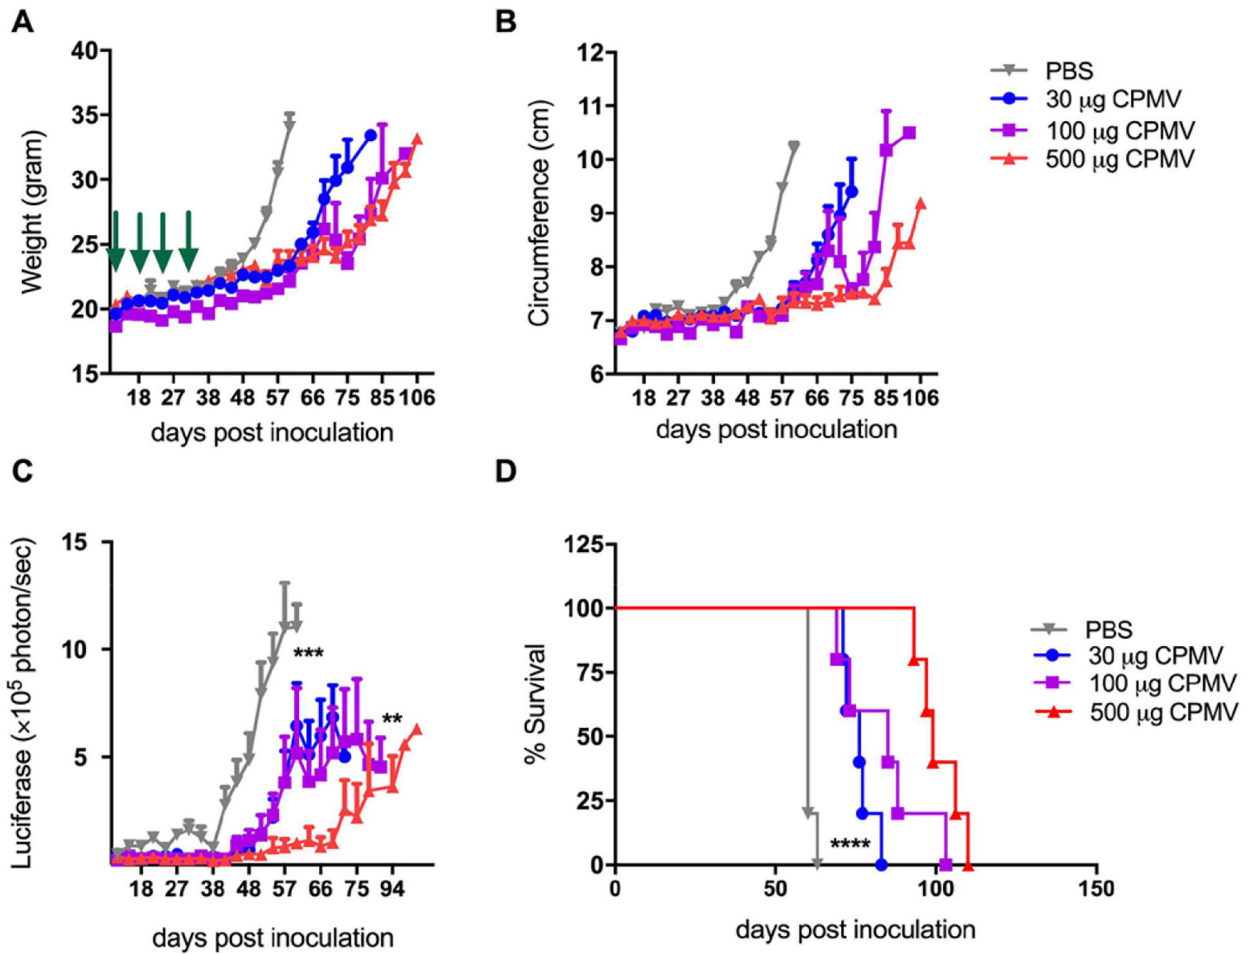 A
40
35
30
25
20
15
Weight (gram)
18 27 38 48 57 66 75 85 106
days post inoculation
B
12
11
10
9
8
7
6
Circumference (cm)
18 27 38 48 57 66 75 85 106
days post inoculation
PBS
30 μg CPMV
100 μg CPMV
500 μg CPMV
C
15
10
5
Luciferase (×10⁵ photon/sec)
***
**
18 27 38 48 57 66 75 94
days post inoculation
D
125
100
75
50
25
0
% Survival
****
0 50 100 150
days post inoculation
PBS
30 μg CPMV
100 μg CPMV
500 μg CPMV